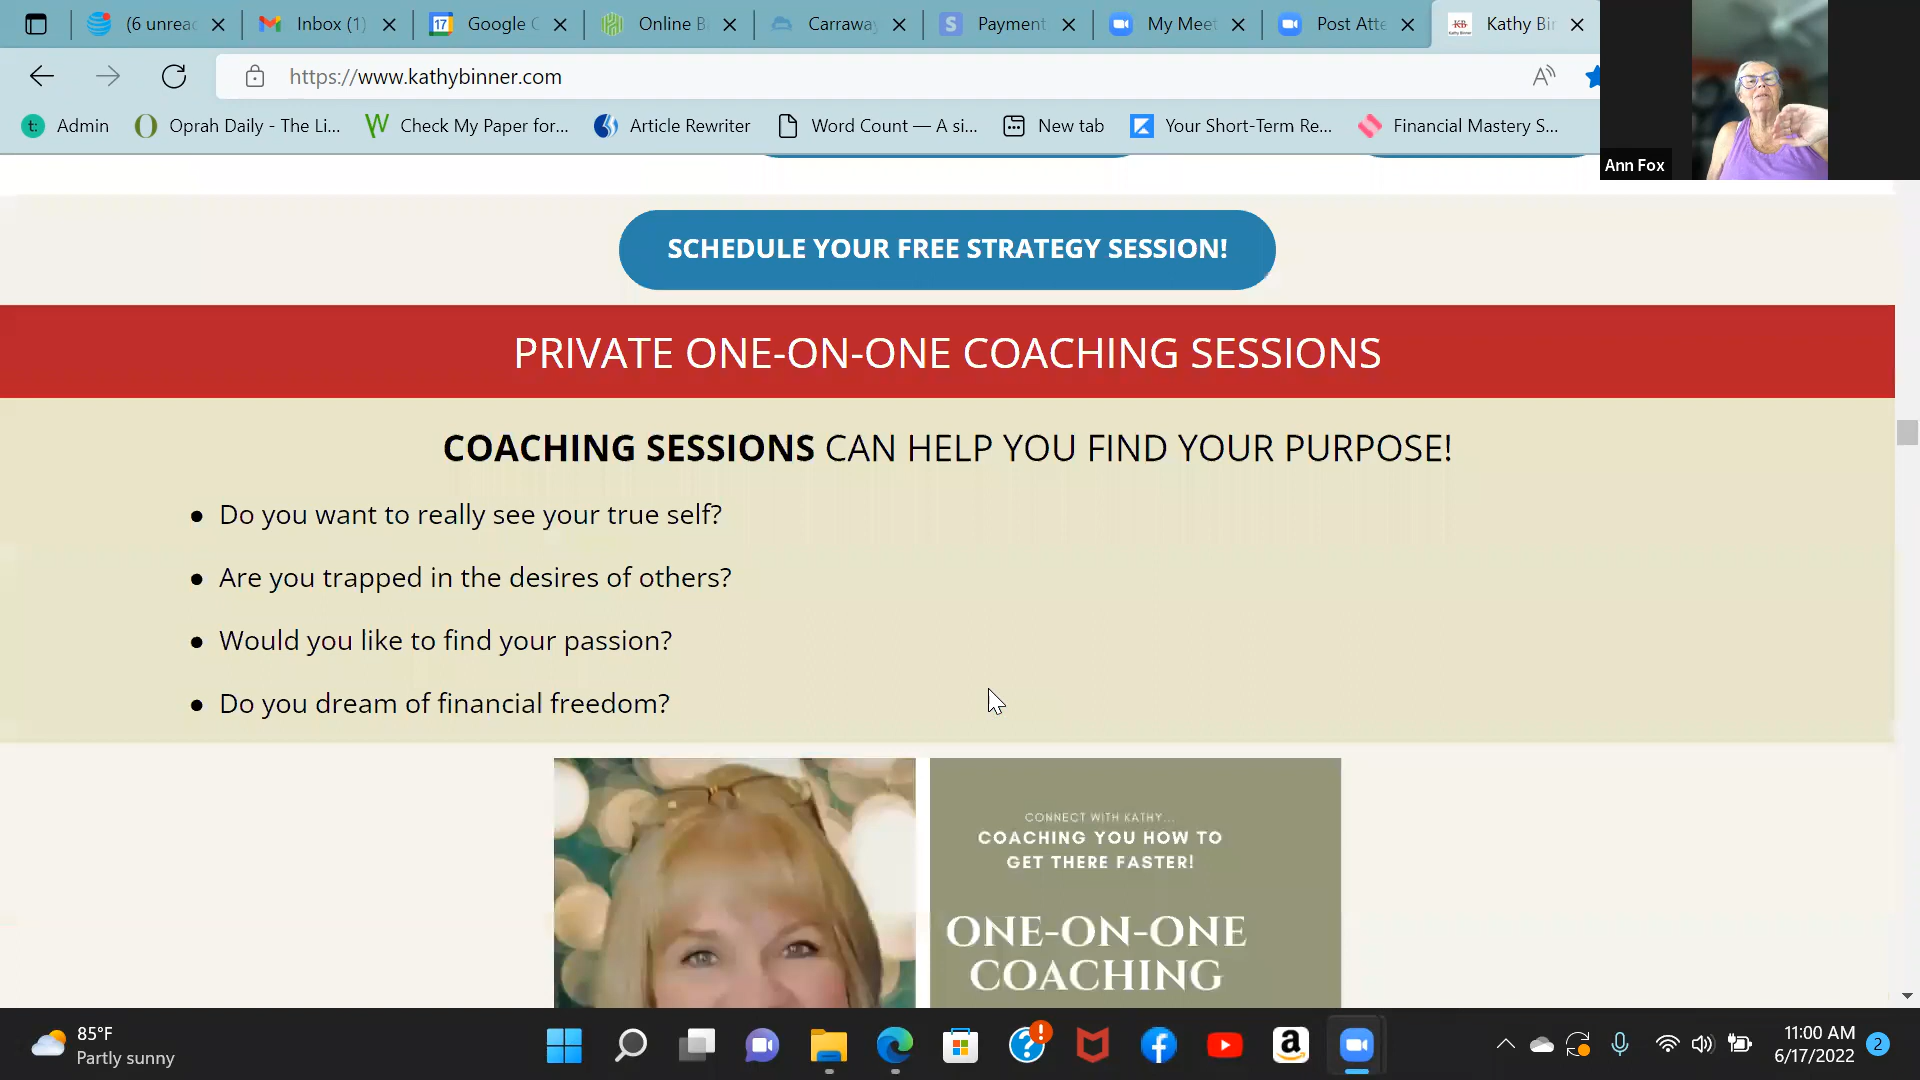 (6 unrea
Inbox (1)
17
Google C
Online B
Carraway
S
Payment
My Meet
Post Atte
KB
Kathy Bin
https://www.kathybinner.com
t:
Admin
Oprah Daily - The Li...
Check My Paper for...
Article Rewriter
Word Count — A si...
New tab
Your Short-Term Re...
Financial Mastery S...
Ann Fox
SCHEDULE YOUR FREE STRATEGY SESSION!
PRIVATE ONE-ON-ONE COACHING SESSIONS
COACHING SESSIONS CAN HELP YOU FIND YOUR PURPOSE!
● Do you want to really see your true self?
● Are you trapped in the desires of others?
● Would you like to find your passion?
● Do you dream of financial freedom?
CONNECT WITH KATHY...
COACHING YOU HOW TO
GET THERE FASTER!
ONE-ON-ONE
COACHING
85°F
Partly sunny
11:00 AM
6/17/2022
2